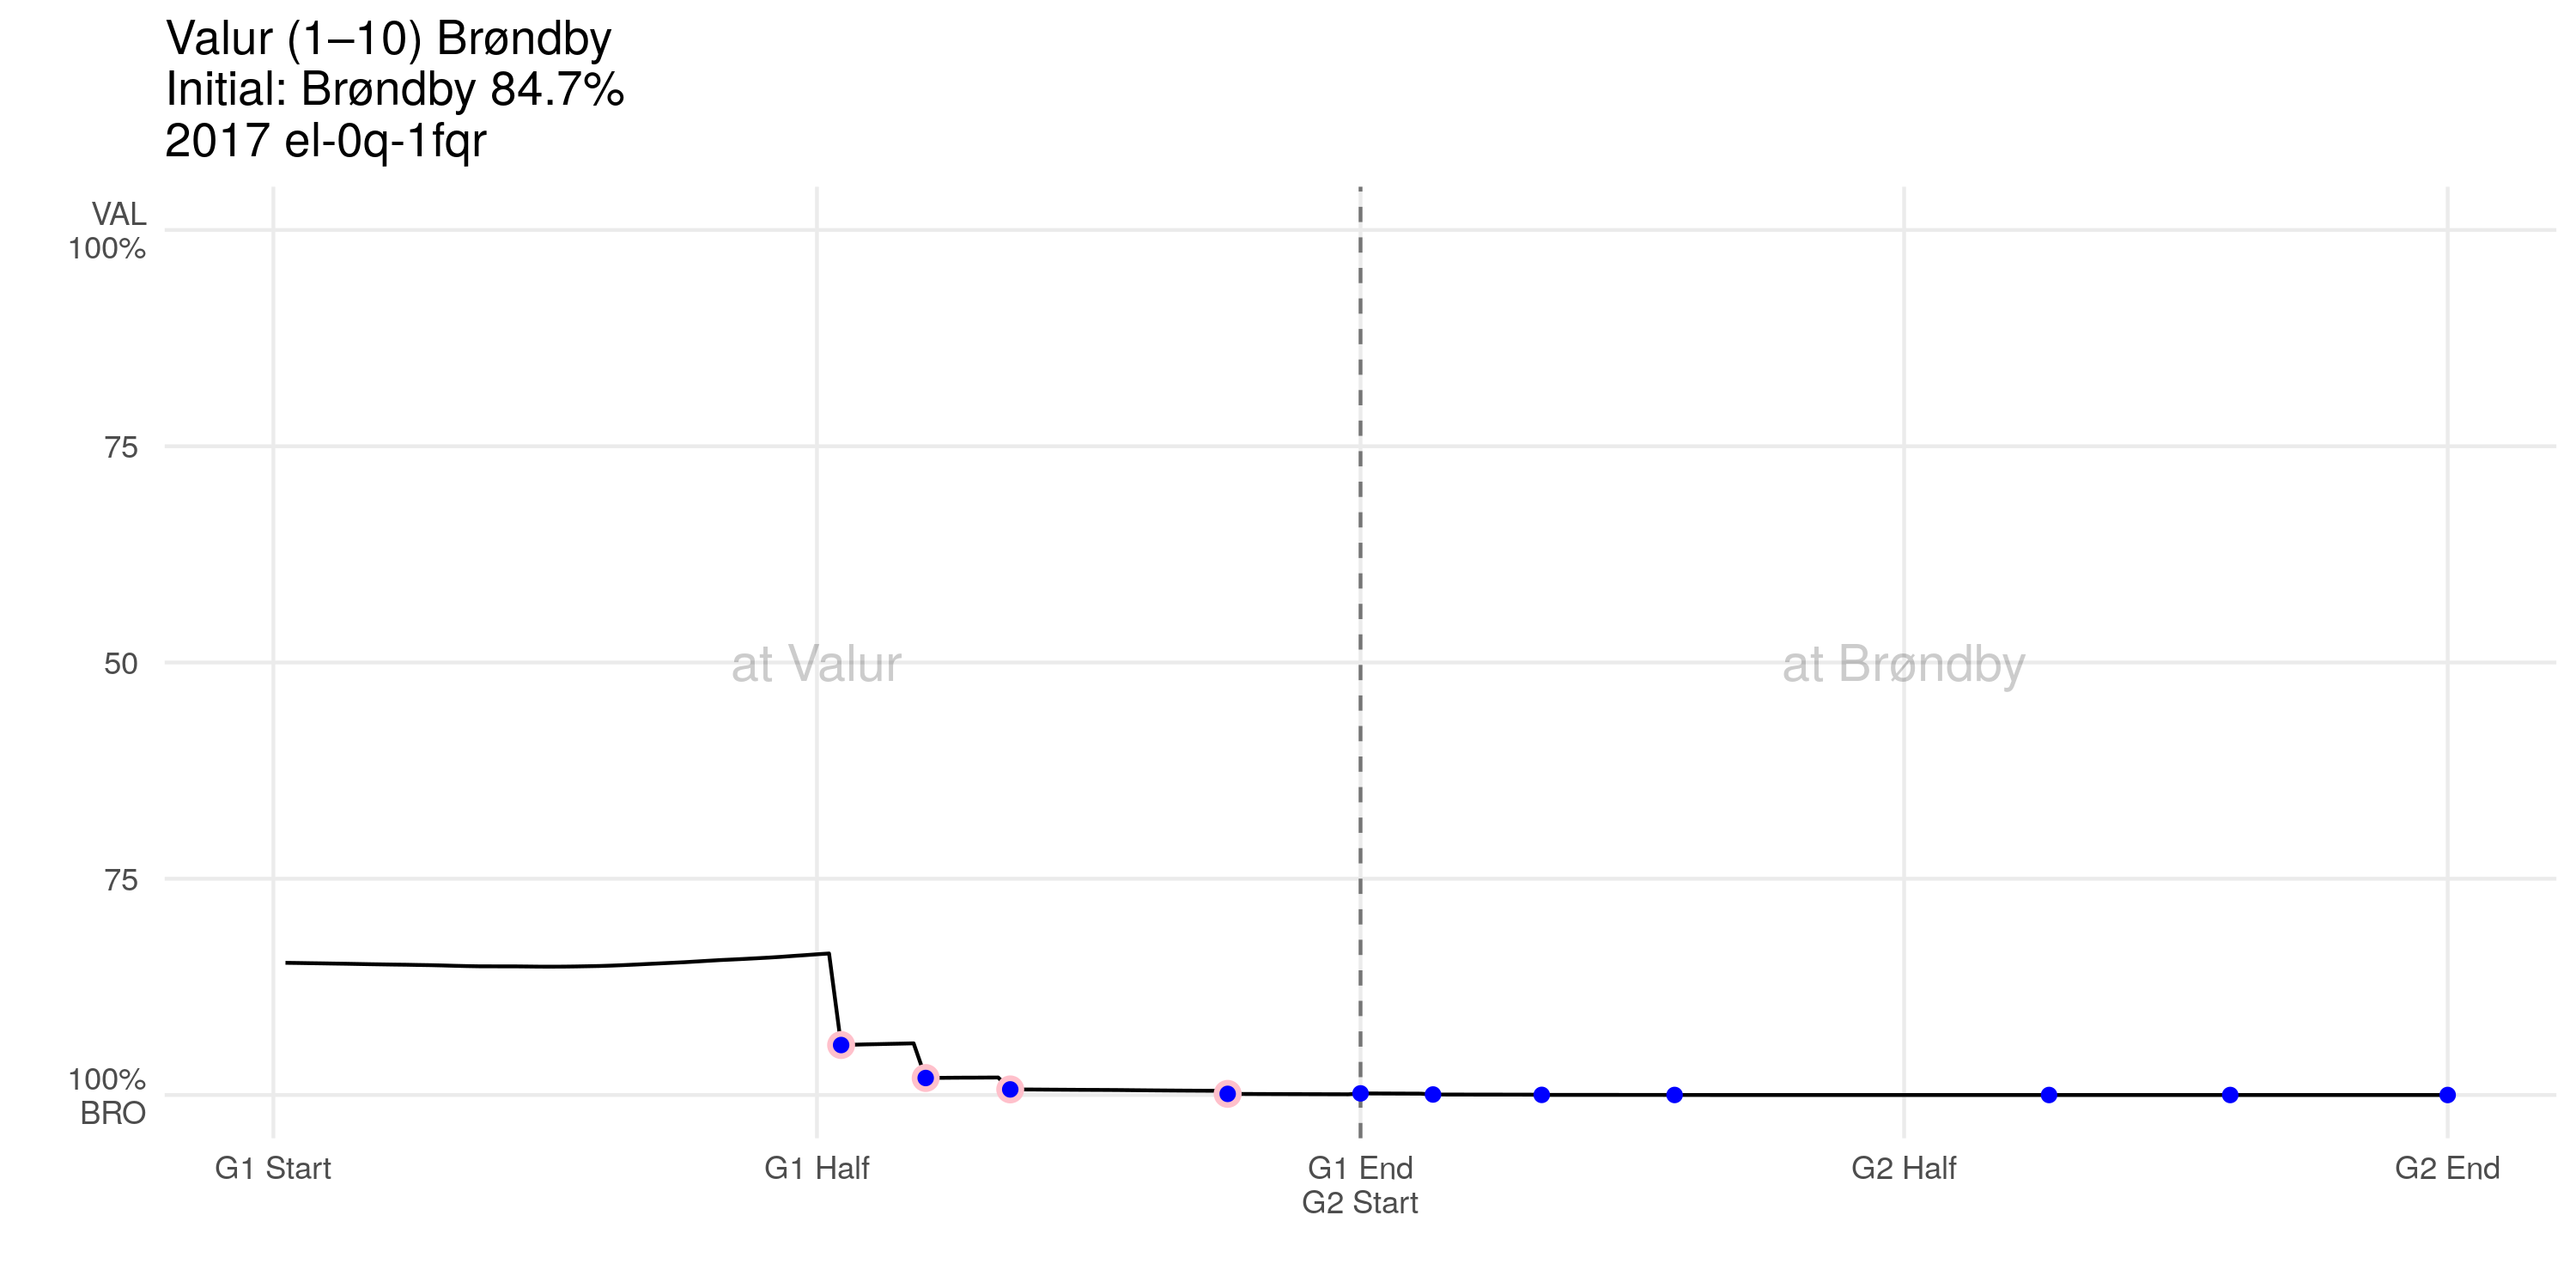 Valur (1–10) Brøndby
Initial: Brøndby 84.7%
2017 el-0q-1fqr
VAL
100%
75
50
at Valur
at Brøndby
75
100%
BRO
G1 Start
G1 Half
G1 End
G2 Start
G2 Half
G2 End